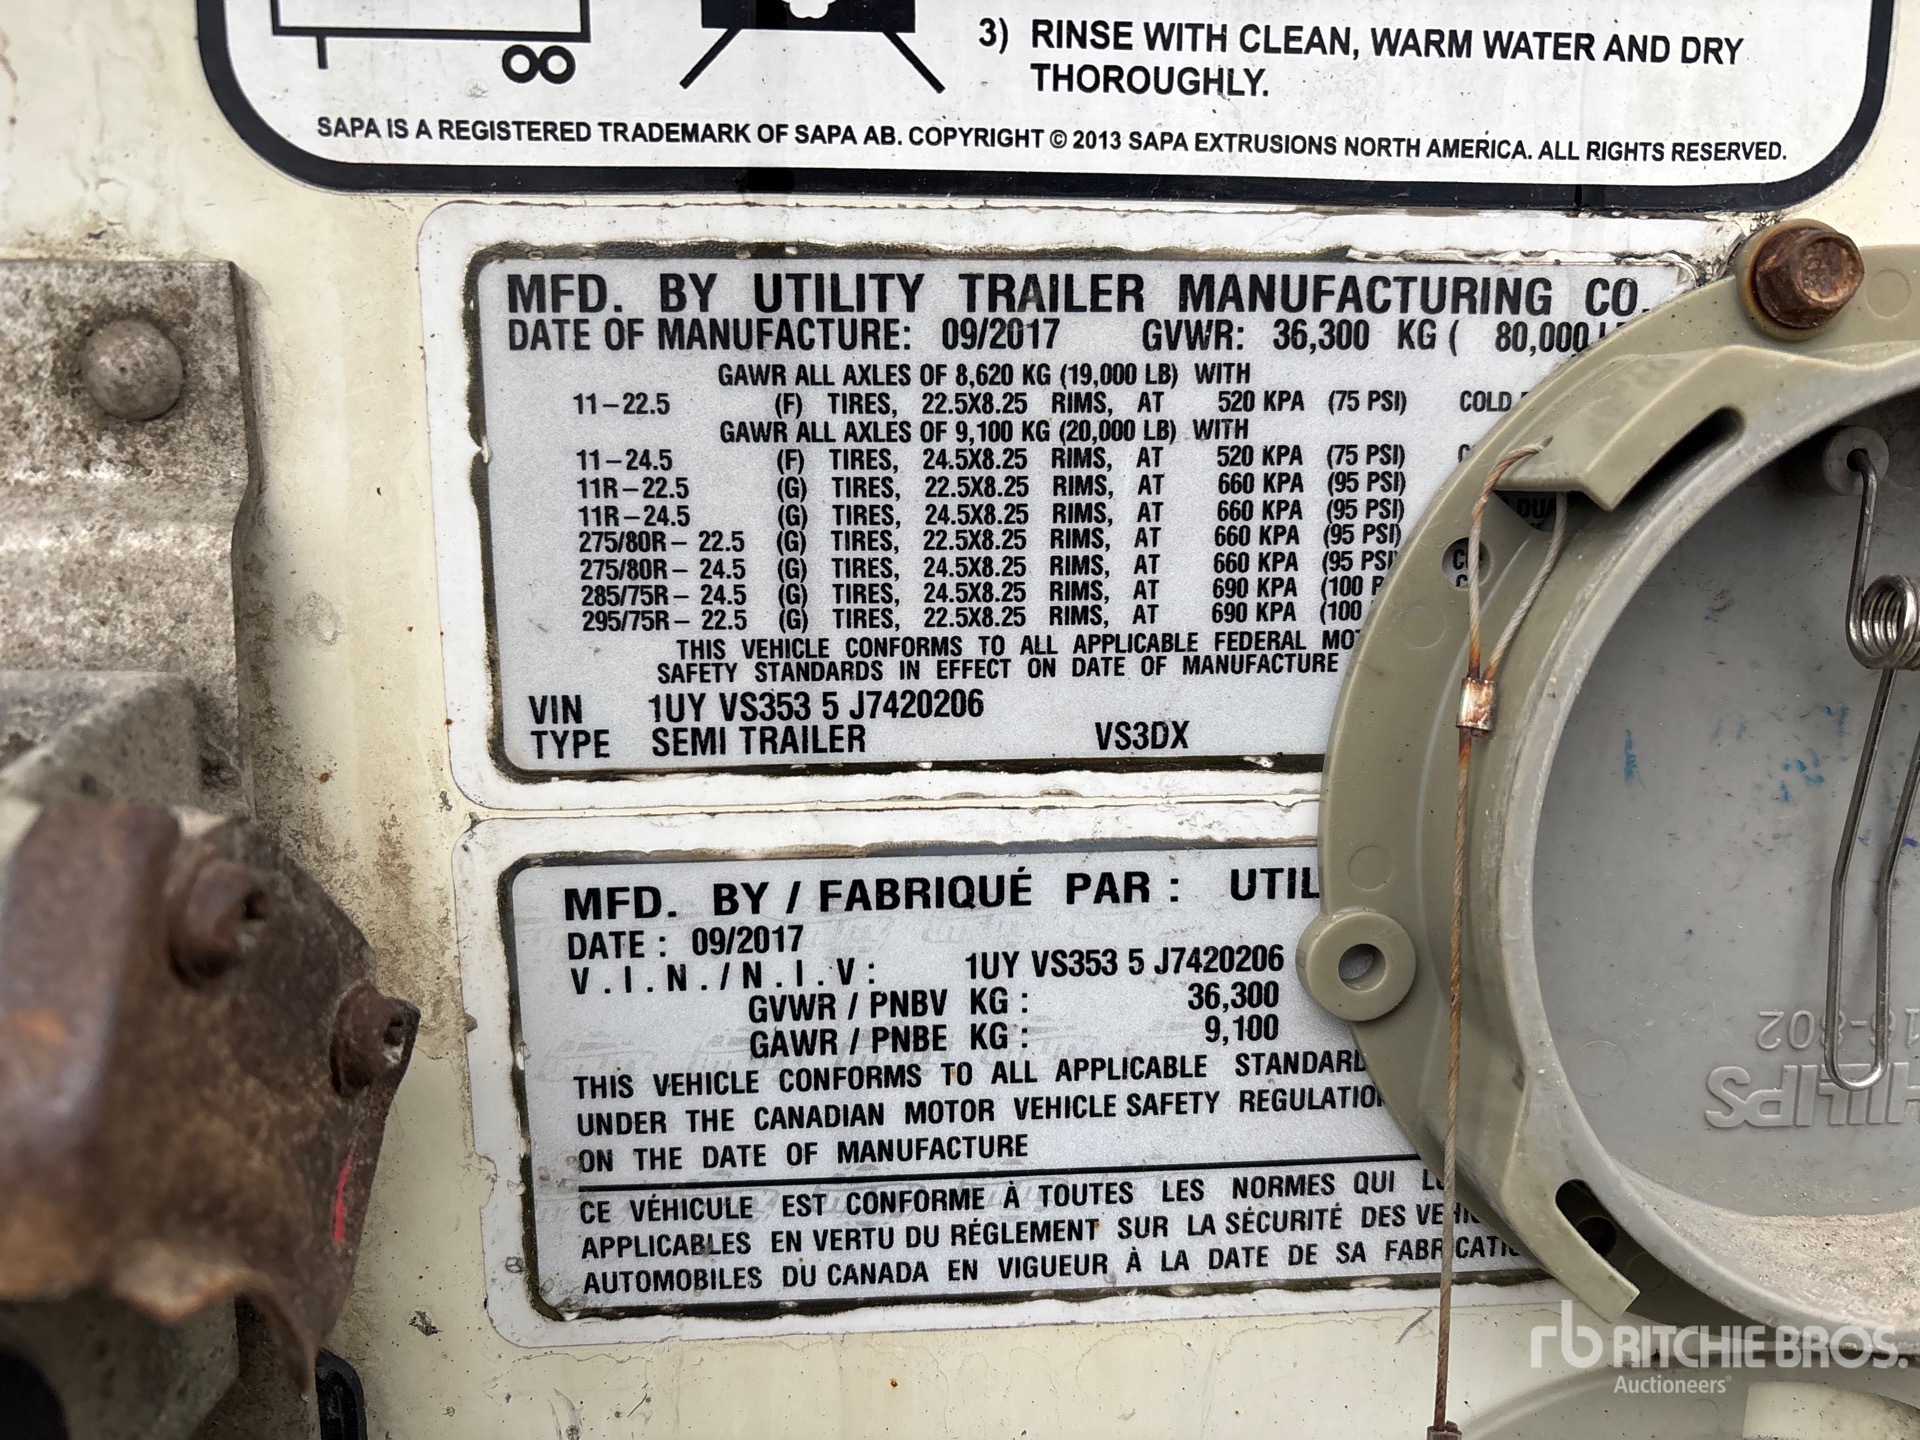 3) RINSE WITH CLEAN, WARM WATER AND DRY
THOROUGHLY.
SAPA IS A REGISTERED TRADEMARK OF SAPA AB. COPYRIGHT © 2013 SAPA EXTRUSIONS NORTH AMERICA. ALL RIGHTS RESERVED.
MFD. BY UTILITY TRAILER MANUFACTURING CO.
DATE OF MANUFACTURE: 09/2017 GVWR: 36,300 KG ( 80,000
GAWR ALL AXLES OF 8,620 KG (19,000 LB) WITH
11-22.5 (F) TIRES, 22.5X8.25 RIMS, AT 520 KPA (75 PSI) COLD
GAWR ALL AXLES OF 9,100 KG (20,000 LB) WITH
11-24.5 (F) TIRES, 24.5X8.25 RIMS, AT 520 KPA (75 PSI)
11R-22.5 (G) TIRES, 22.5X8.25 RIMS, AT 660 KPA (95 PSI)
11R-24.5 (G) TIRES, 24.5X8.25 RIMS, AT 660 KPA (95 PSI)
275/80R- 22.5 (G) TIRES, 22.5X8.25 RIMS, AT 660 KPA (95 PSI)
275/80R- 24.5 (G) TIRES, 24.5X8.25 RIMS, AT 660 KPA (95 PSI
285/75R- 24.5 (G) TIRES, 24.5X8.25 RIMS, AT 690 KPA (100 P
295/75R- 22.5 (G) TIRES, 22.5X8.25 RIMS, AT 690 KPA (100
THIS VEHICLE CONFORMS TO ALL APPLICABLE FEDERAL MO
SAFETY STANDARDS IN EFFECT ON DATE OF MANUFACTURE
VIN 1UY VS353 5 J7420206
TYPE SEMI TRAILER VS3DX
MFD. BY / FABRIQUÉ PAR : UTIL
DATE : 09/2017
V.I.N./N.I.V: 1UY VS353 5 J7420206
GVWR / PNBV KG : 36,300
GAWR / PNBE KG : 9,100
THIS VEHICLE CONFORMS TO ALL APPLICABLE STANDARD
UNDER THE CANADIAN MOTOR VEHICLE SAFETY REGULATION
ON THE DATE OF MANUFACTURE
CE VÉHICULE EST CONFORME À TOUTES LES NORMES QUI L
APPLICABLES EN VERTU DU RÉGLEMENT SUR LA SÉCURITÉ DES VEHIC
AUTOMOBILES DU CANADA EN VIGUEUR À LA DATE DE SA FABRICATI
PHILIPS
rb RITCHIE BROS.
Auctioneers